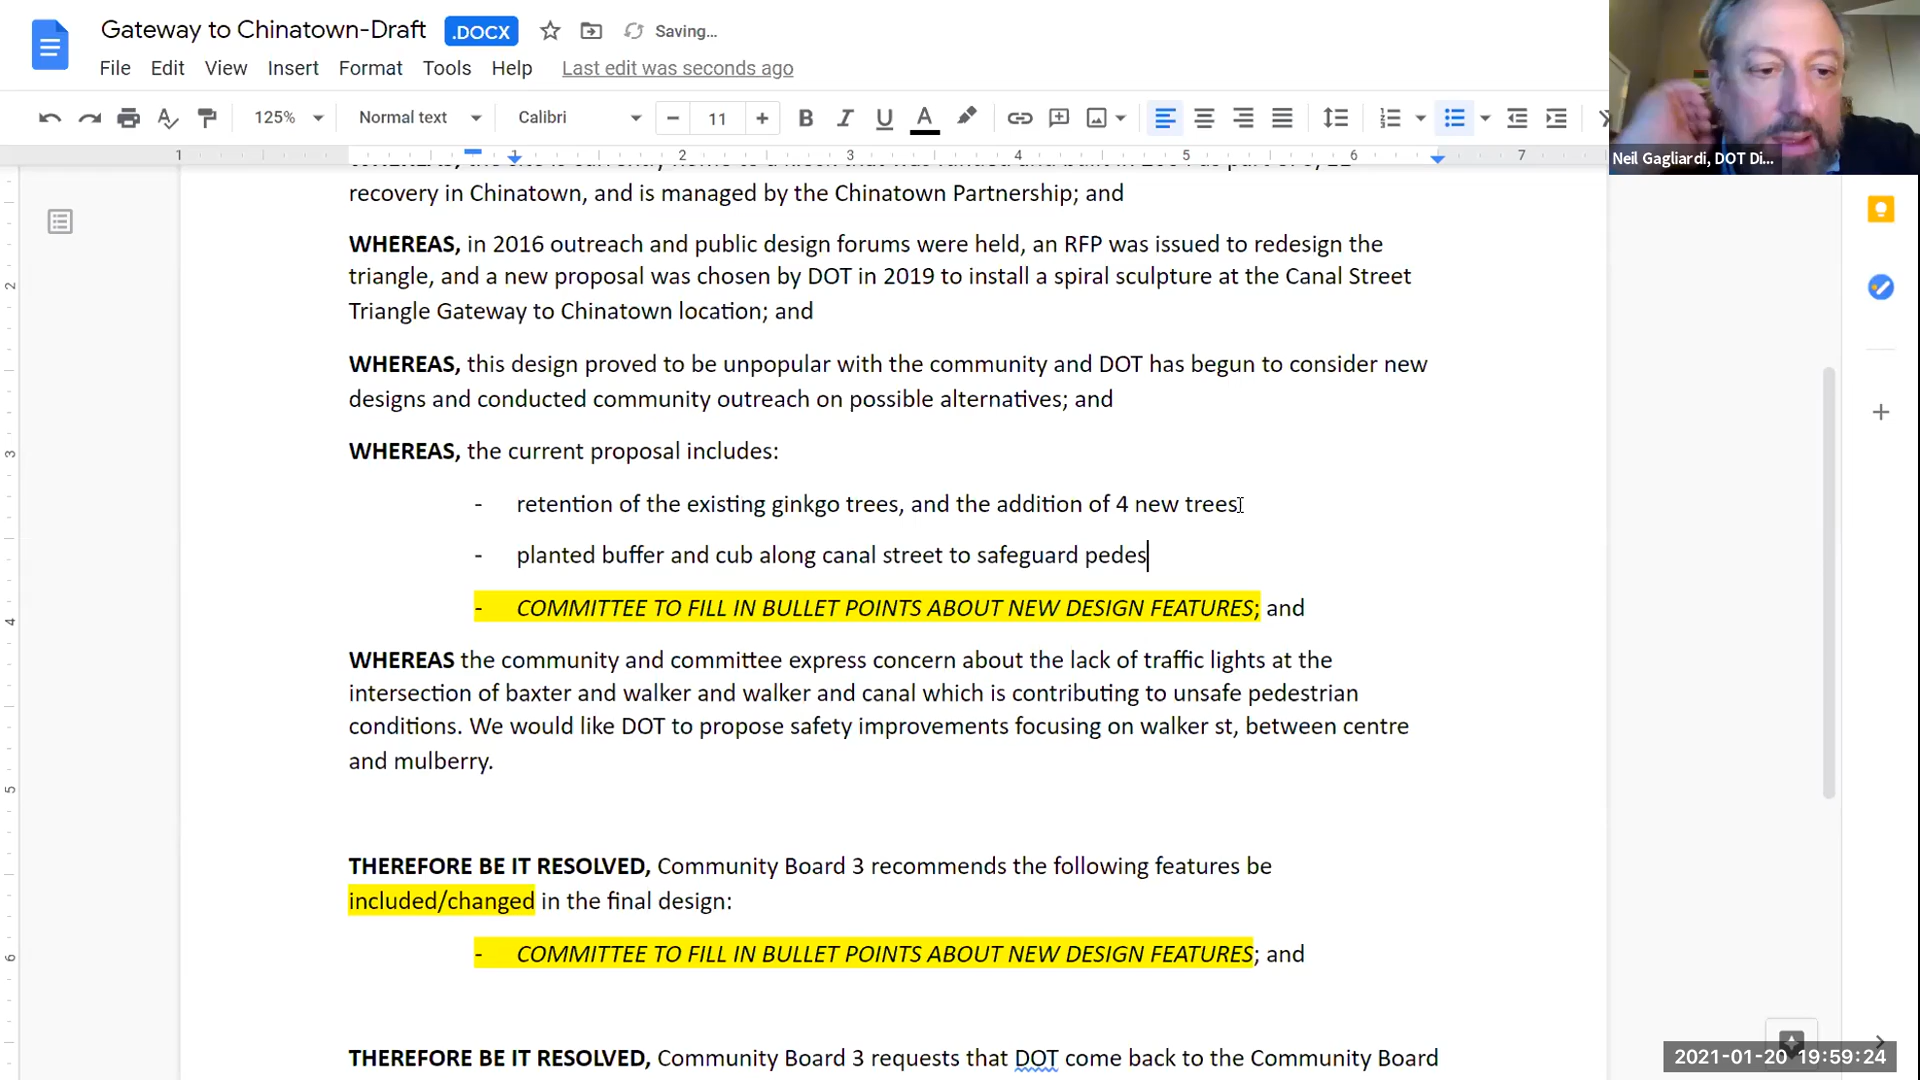 Gateway to Chinatown-Draft .DOCX Saving…
File Edit View Insert Format Tools Help Last edit was seconds ago
125% Normal text Calibri − 11 + B I U A
1 2 3 4 5 6 7
Neil Gagliardi, DOT Di...
recovery in Chinatown, and is managed by the Chinatown Partnership; and
WHEREAS, in 2016 outreach and public design forums were held, an RFP was issued to redesign the
triangle, and a new proposal was chosen by DOT in 2019 to install a spiral sculpture at the Canal Street
Triangle Gateway to Chinatown location; and
WHEREAS, this design proved to be unpopular with the community and DOT has begun to consider new
designs and conducted community outreach on possible alternatives; and
WHEREAS, the current proposal includes:
- retention of the existing ginkgo trees, and the addition of 4 new trees
- planted buffer and cub along canal street to safeguard pedes
- COMMITTEE TO FILL IN BULLET POINTS ABOUT NEW DESIGN FEATURES; and
WHEREAS the community and committee express concern about the lack of traffic lights at the
intersection of baxter and walker and walker and canal which is contributing to unsafe pedestrian
conditions. We would like DOT to propose safety improvements focusing on walker st, between centre
and mulberry.
THEREFORE BE IT RESOLVED, Community Board 3 recommends the following features be
included/changed in the final design:
- COMMITTEE TO FILL IN BULLET POINTS ABOUT NEW DESIGN FEATURES; and
THEREFORE BE IT RESOLVED, Community Board 3 requests that DOT come back to the Community Board
2
3
4
5
6
2021-01-20 19:59:24